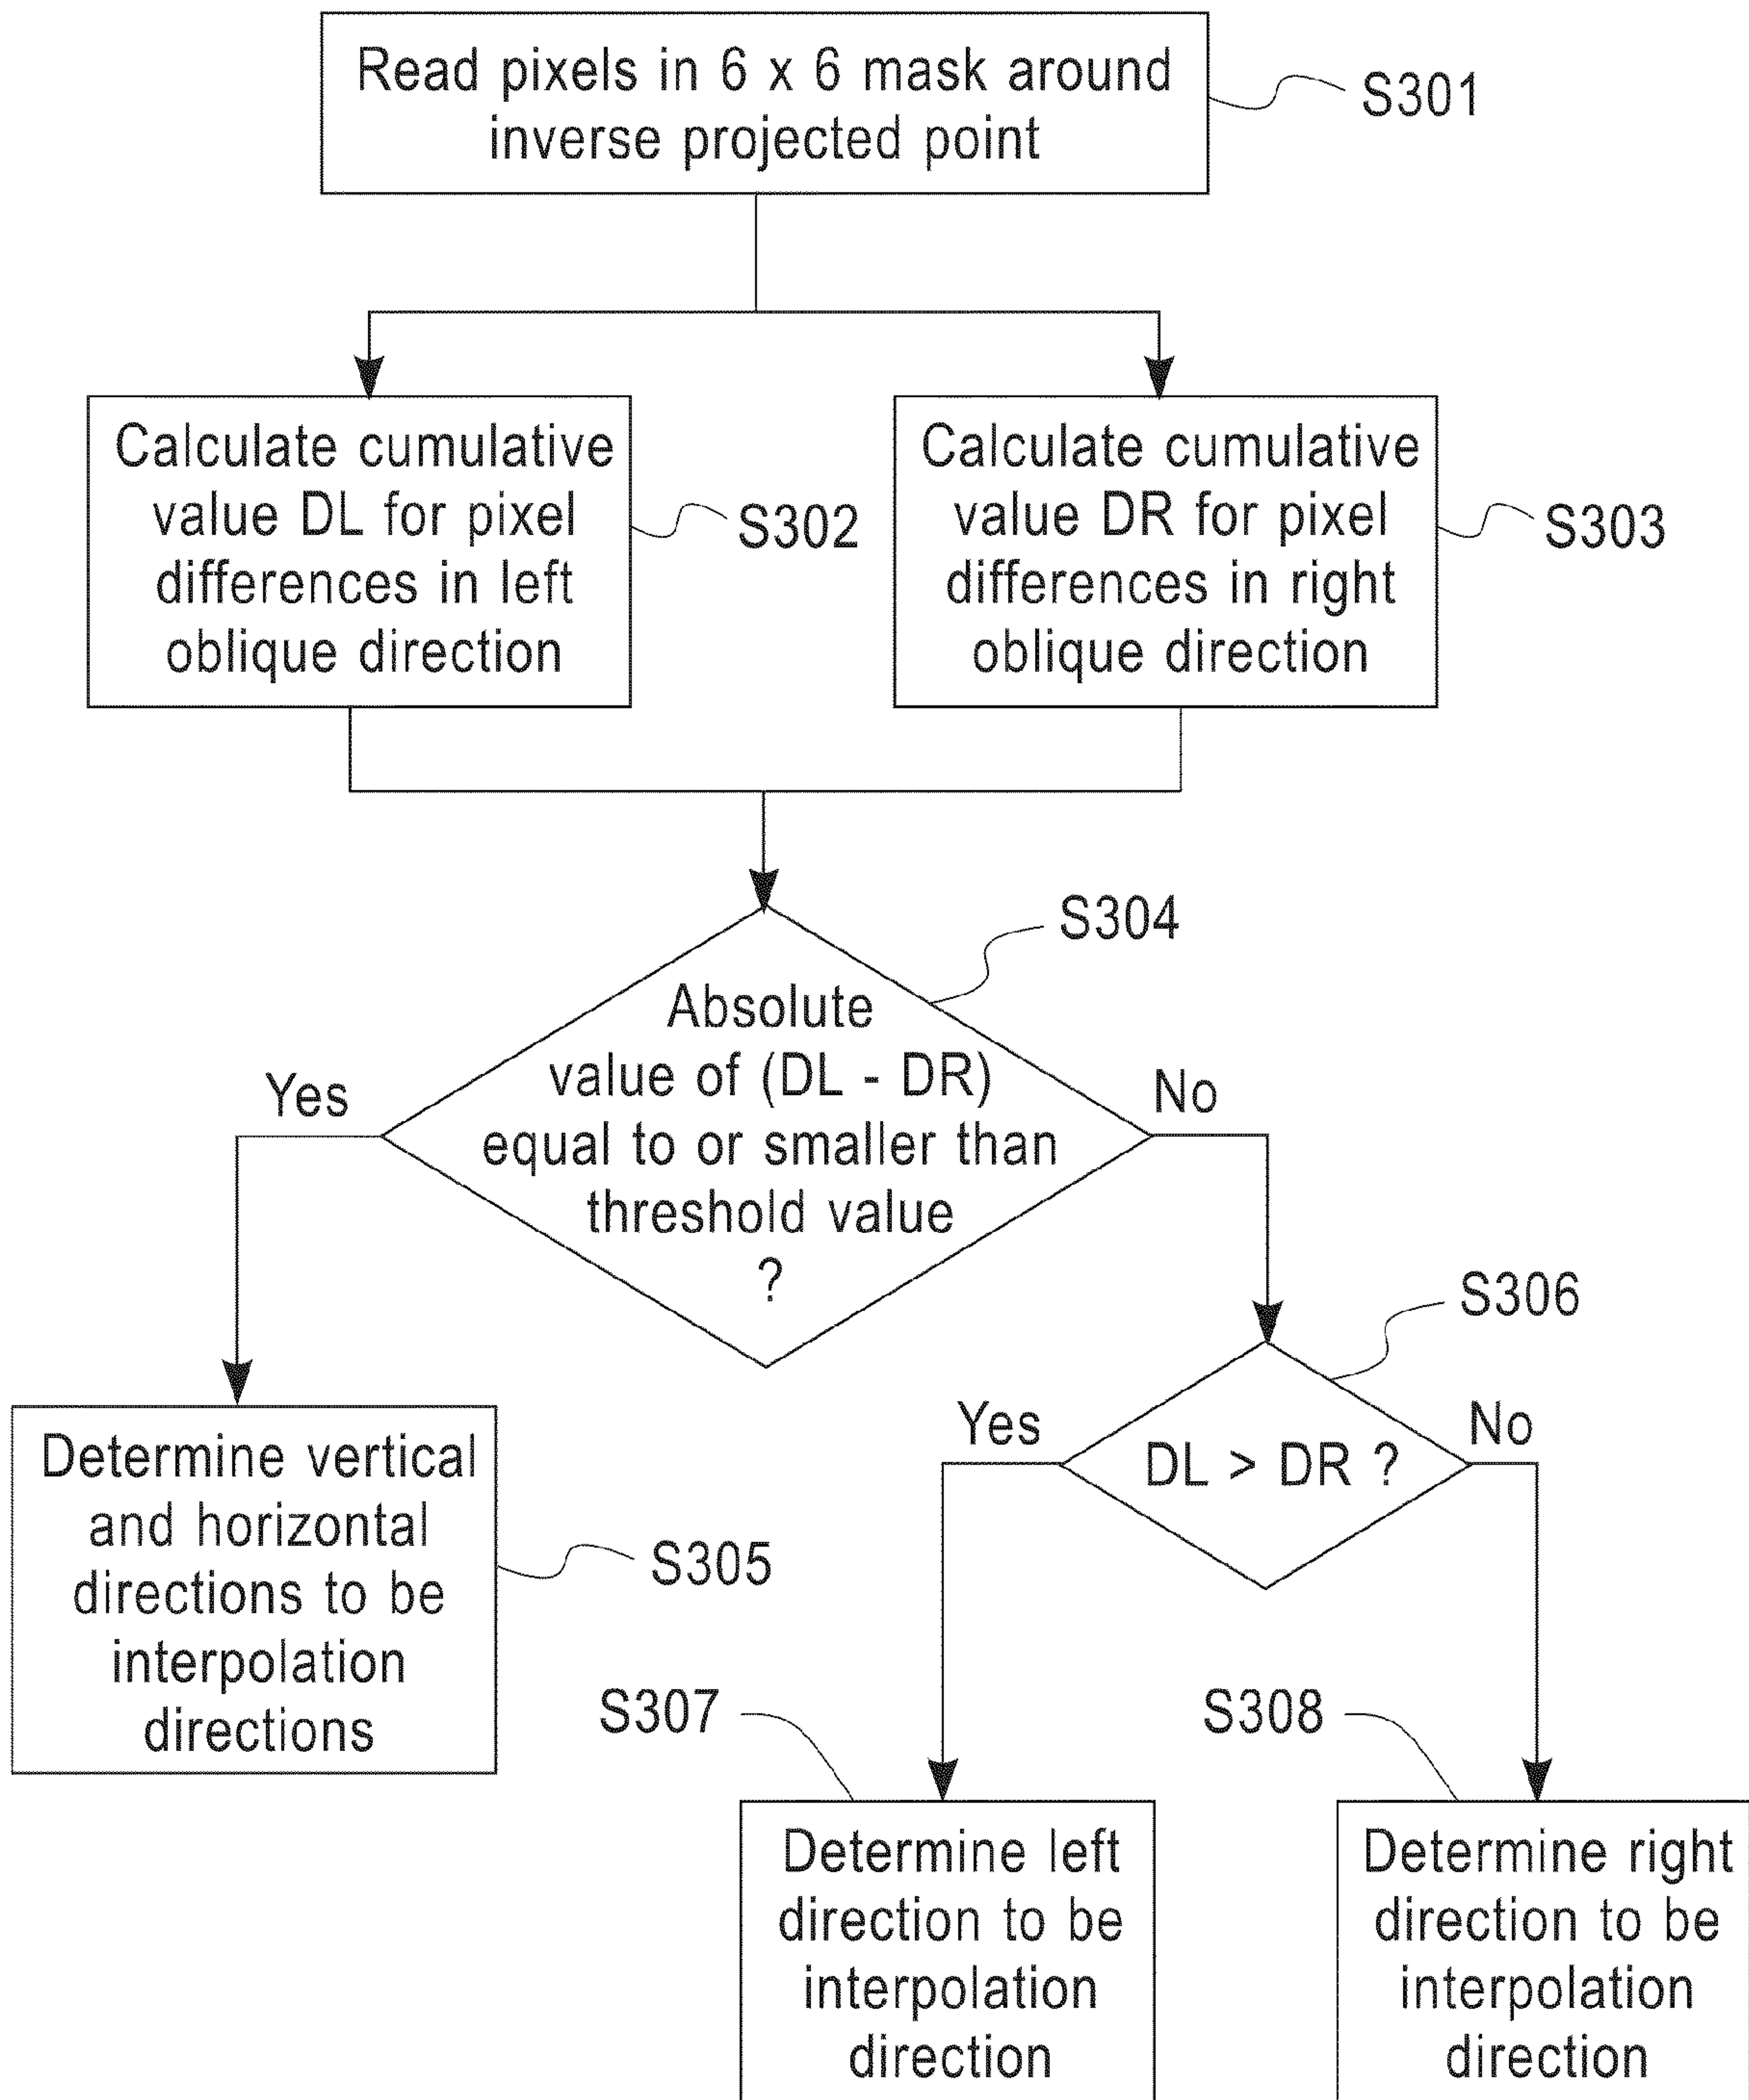 Read pixels in 6 x 6 mask around
inverse projected point
S301
Calculate cumulative
value DL for pixel
differences in left
oblique direction
S302
Calculate cumulative
value DR for pixel
differences in right
oblique direction
S303
S304
Absolute
value of (DL - DR)
equal to or smaller than
threshold value
?
Yes
No
Determine vertical
and horizontal
directions to be
interpolation
directions
S305
S306
DL > DR ?
Yes
No
S307
Determine left
direction to be
interpolation
direction
S308
Determine right
direction to be
interpolation
direction